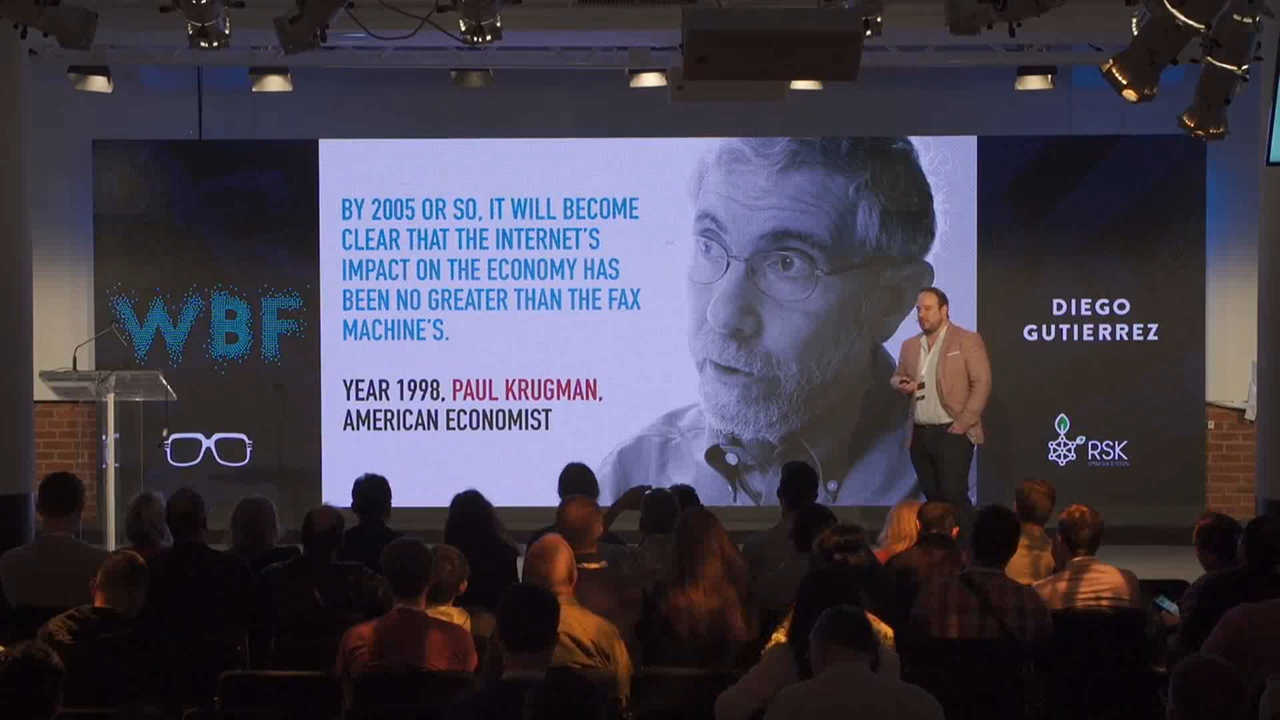 BY 2005 OR SO, IT WILL BECOME
CLEAR THAT THE INTERNET'S
IMPACT ON THE ECONOMY HAS
BEEN NO GREATER THAN THE FAX
MACHINE'S.
YEAR 1998, PAUL KRUGMAN,
AMERICAN ECONOMIST
WBF
DIEGO
GUTIERREZ
RSK